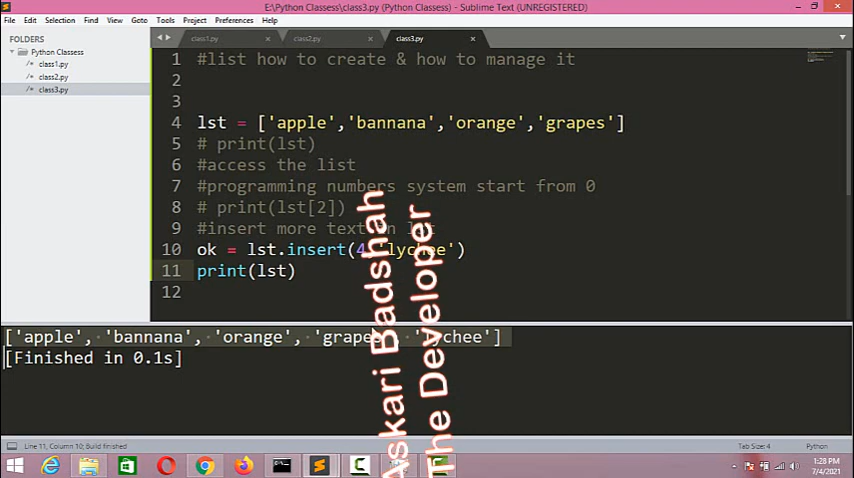 E:\Python Classess\class3.py (Python Classess) - Sublime Text (UNREGISTERED)
File Edit Selection Find View Goto Tools Project Preferences Help
FOLDERS
Python Classess
class1.py
class2.py
class3.py
class1.py class2.py class3.py
1 #list how to create & how to manage it
2
3
4 lst = ['apple','bannana','orange','grapes']
5 # print(lst)
6 #access the list
7 #programming numbers system start from 0
8 # print(lst[2])
9 #insert more text in lst
10 ok = lst.insert(4,'lychee')
11 print(lst)
12
['apple', 'bannana', 'orange', 'grapes', 'lychee']
[Finished in 0.1s]
Askari Badshah
The Developer
Line 11, Column 10; Build finished
Tab Size: 4
Python
1:28 PM
7/4/2021